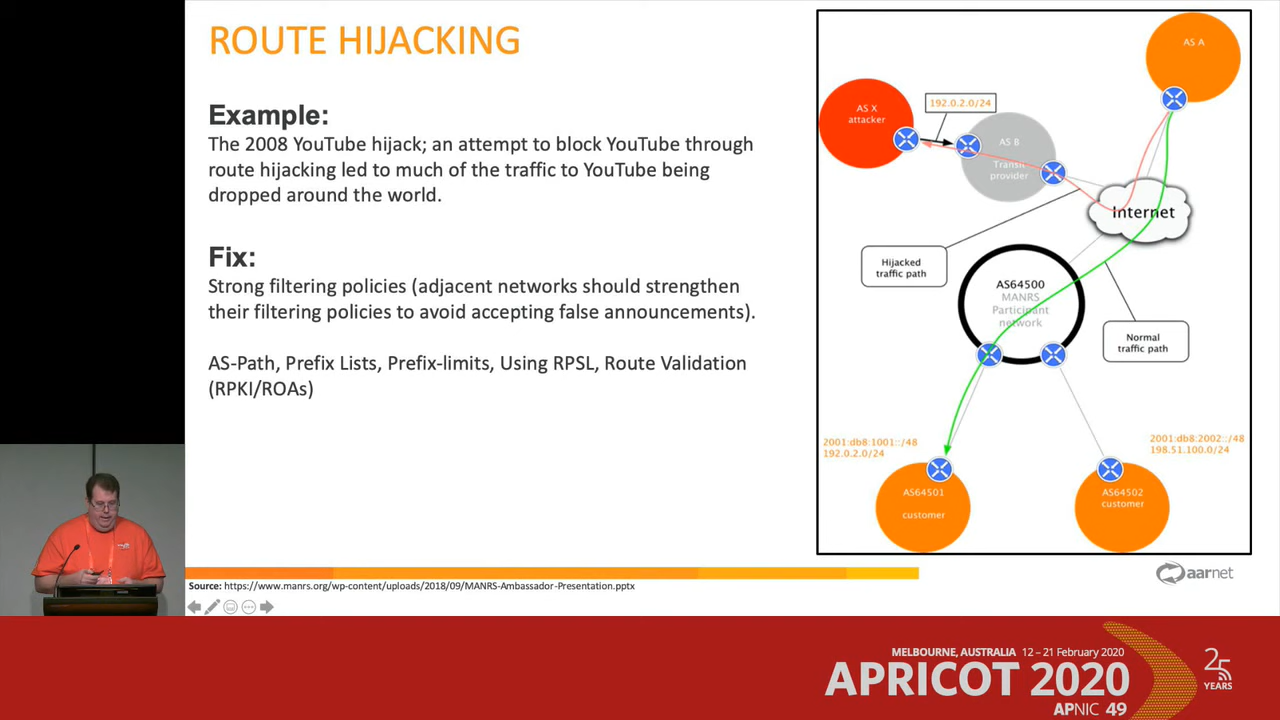 ROUTE HIJACKING
Example:
The 2008 YouTube hijack; an attempt to block YouTube through
route hijacking led to much of the traffic to YouTube being
dropped around the world.
Fix:
Strong filtering policies (adjacent networks should strengthen
their filtering policies to avoid accepting false announcements).
AS-Path, Prefix Lists, Prefix-limits, Using RPSL, Route Validation
(RPKI/ROAs)
AS A
AS X
attacker
192.0.2.0/24
AS B
Transit
provider
Internet
Hijacked
traffic path
AS64500
MANRS
Participant
network
Normal
traffic path
2001:db8:1001::/48
192.0.2.0/24
2001:db8:2002::/48
198.51.100.0/24
AS64501
customer
AS64502
customer
Source: https://www.manrs.org/wp-content/uploads/2018/09/MANRS-Ambassador-Presentation.pptx
aarnet
MELBOURNE, AUSTRALIA 12 – 21 February 2020
APRICOT 2020
APNIC 49
25
YEARS